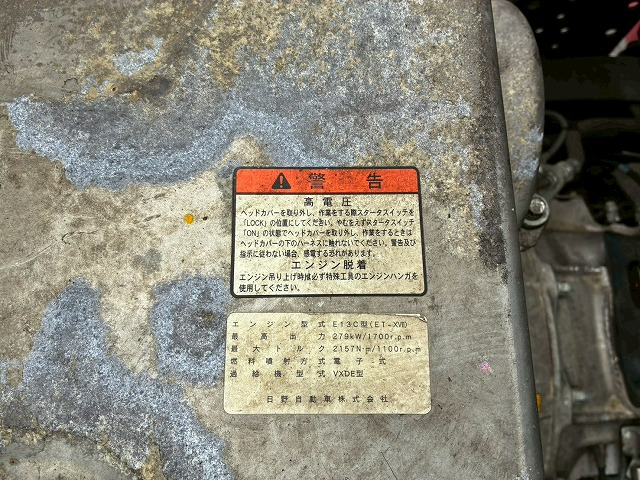 警告
高電圧
ヘッドカバーを取り外し、作業をする際スタータスイッチを
「LOCK」の位置にしてください。やむをえずスタータスイッチ
「ON」の状態でヘッドカバーを取り外し、作業をするときは
ヘッドカバーの下のハーネスに触れないでください。警告及び
指示に従わない場合、感電する恐れがあります。
エンジン脱着
エンジン吊り上げ時は必ず特殊工具のエンジンハンガを
使用してください。
エンジン型式 E13C型(ET-XVII)
最高出力 279kW/1700r.p.m
最大トルク 2157N・m/1100r.p.m
燃料噴射方式 電子式
過給機型式 VXDE型
日野自動車株式会社